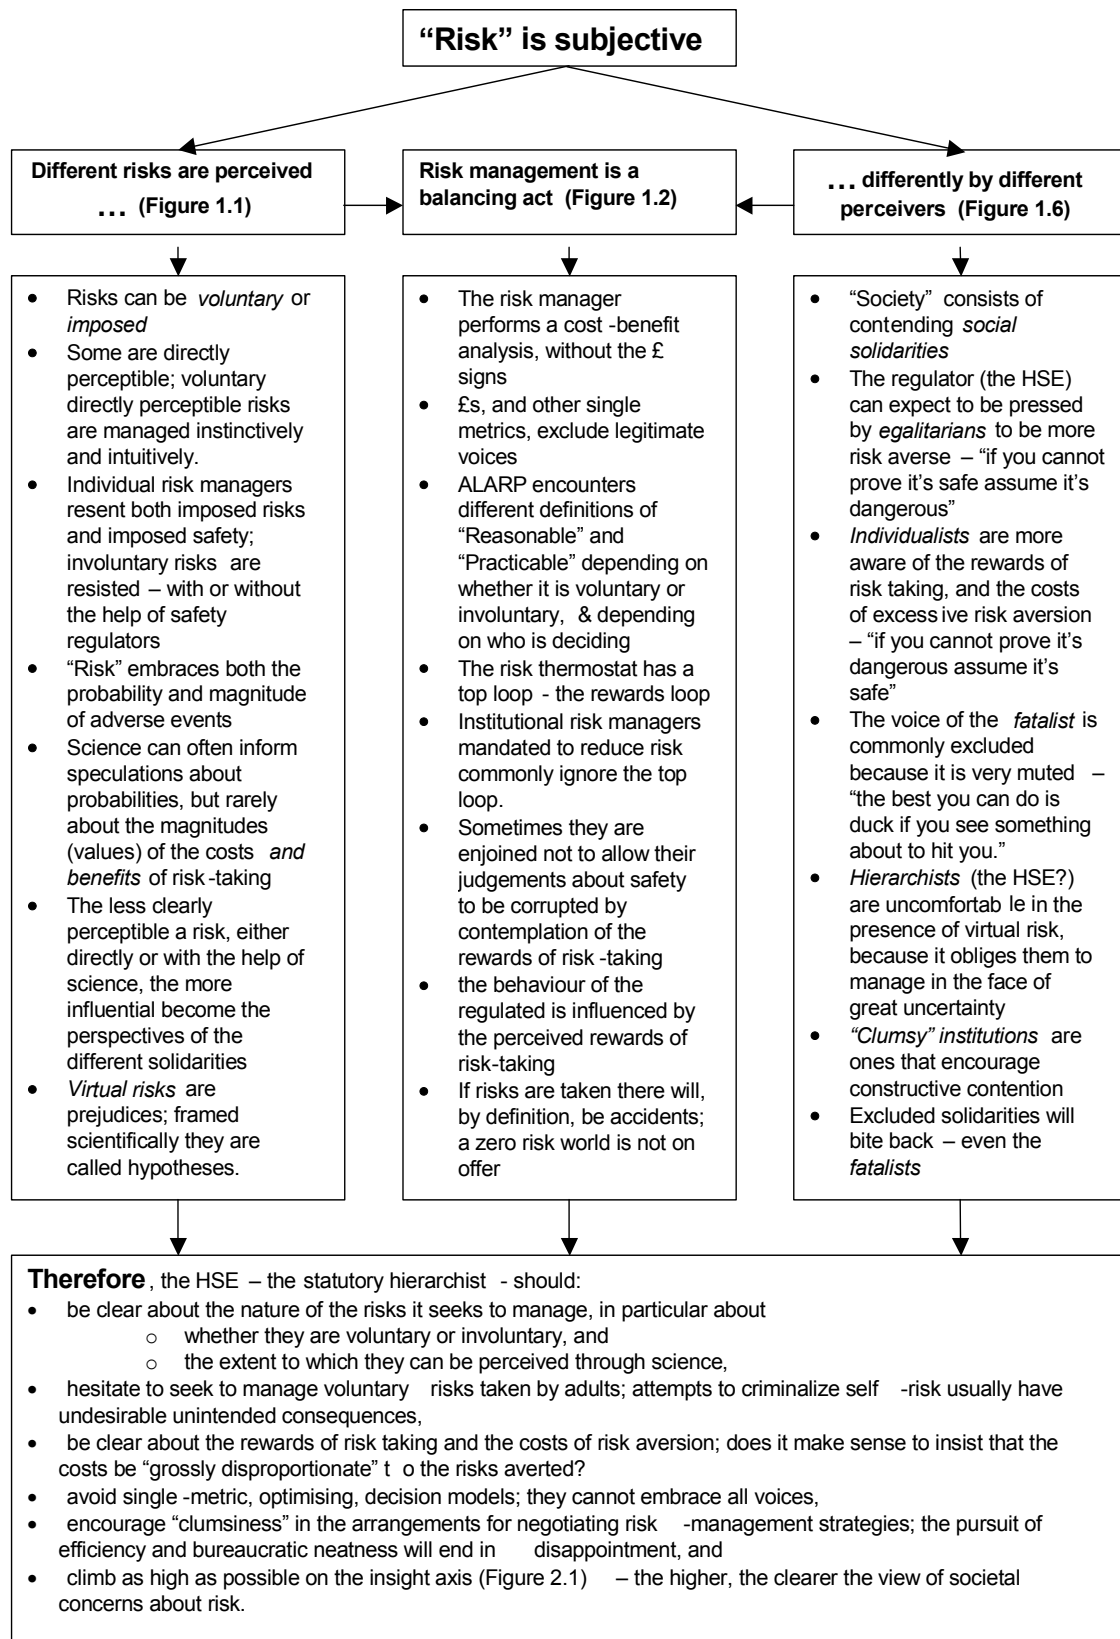 “Risk” is subjective
Different risks are perceived
… (Figure 1.1)
Risk management is a
balancing act (Figure 1.2)
… differently by different
perceivers (Figure 1.6)
• Risks can be voluntary or
imposed
• Some are directly
perceptible; voluntary
directly perceptible risks
are managed instinctively
and intuitively.
• Individual risk managers
resent both imposed risks
and imposed safety;
involuntary risks are
resisted – with or without
the help of safety
regulators
• “Risk” embraces both the
probability and magnitude
of adverse events
• Science can often inform
speculations about
probabilities, but rarely
about the magnitudes
(values) of the costs and
benefits of risk-taking
• The less clearly
perceptible a risk, either
directly or with the help of
science, the more
influential become the
perspectives of the
different solidarities
• Virtual risks are
prejudices; framed
scientifically they are
called hypotheses.
• The risk manager
performs a cost -benefit
analysis, without the £
signs
• £s, and other single
metrics, exclude legitimate
voices
• ALARP encounters
different definitions of
“Reasonable” and
“Practicable” depending on
whether it is voluntary or
involuntary, & depending
on who is deciding
• The risk thermostat has a
top loop - the rewards loop
• Institutional risk managers
mandated to reduce risk
commonly ignore the top
loop.
• Sometimes they are
enjoined not to allow their
judgements about safety
to be corrupted by
contemplation of the
rewards of risk -taking
• the behaviour of the
regulated is influenced by
the perceived rewards of
risk-taking
• If risks are taken there will,
by definition, be accidents;
a zero risk world is not on
offer
• “Society” consists of
contending social
solidarities
• The regulator (the HSE)
can expect to be pressed
by egalitarians to be more
risk averse – “if you cannot
prove it’s safe assume it’s
dangerous”
• Individualists are more
aware of the rewards of
risk taking, and the costs
of excess ive risk aversion
– “if you cannot prove it’s
dangerous assume it’s
safe”
• The voice of the fatalist is
commonly excluded
because it is very muted –
“the best you can do is
duck if you see something
about to hit you.”
• Hierarchists (the HSE?)
are uncomfortab le in the
presence of virtual risk,
because it obliges them to
manage in the face of
great uncertainty
• “Clumsy” institutions are
ones that encourage
constructive contention
• Excluded solidarities will
bite back – even the
fatalists
Therefore, the HSE – the statutory hierarchist - should:
• be clear about the nature of the risks it seeks to manage, in particular about
o whether they are voluntary or involuntary, and
o the extent to which they can be perceived through science,
• hesitate to seek to manage voluntary risks taken by adults; attempts to criminalize self -risk usually have
undesirable unintended consequences,
• be clear about the rewards of risk taking and the costs of risk aversion; does it make sense to insist that the
costs be “grossly disproportionate” t o the risks averted?
• avoid single -metric, optimising, decision models; they cannot embrace all voices,
• encourage “clumsiness” in the arrangements for negotiating risk -management strategies; the pursuit of
efficiency and bureaucratic neatness will end in disappointment, and
• climb as high as possible on the insight axis (Figure 2.1) – the higher, the clearer the view of societal
concerns about risk.